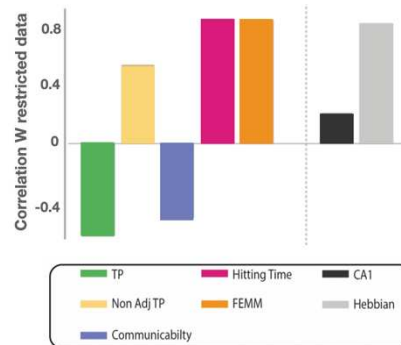 Correlation W restricted data
0.8
0.4
0
-0.4
TP
Hitting Time
CA1
Non Adj TP
FEMM
Hebbian
Communicabilty